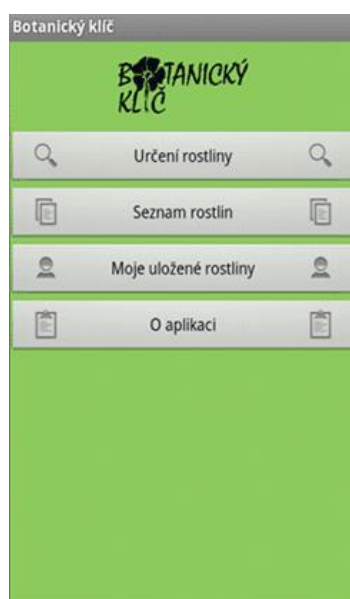 Botanický klíč
BOTANICKÝ
KLÍČ
Určení rostliny
Seznam rostlin
Moje uložené rostliny
O aplikaci